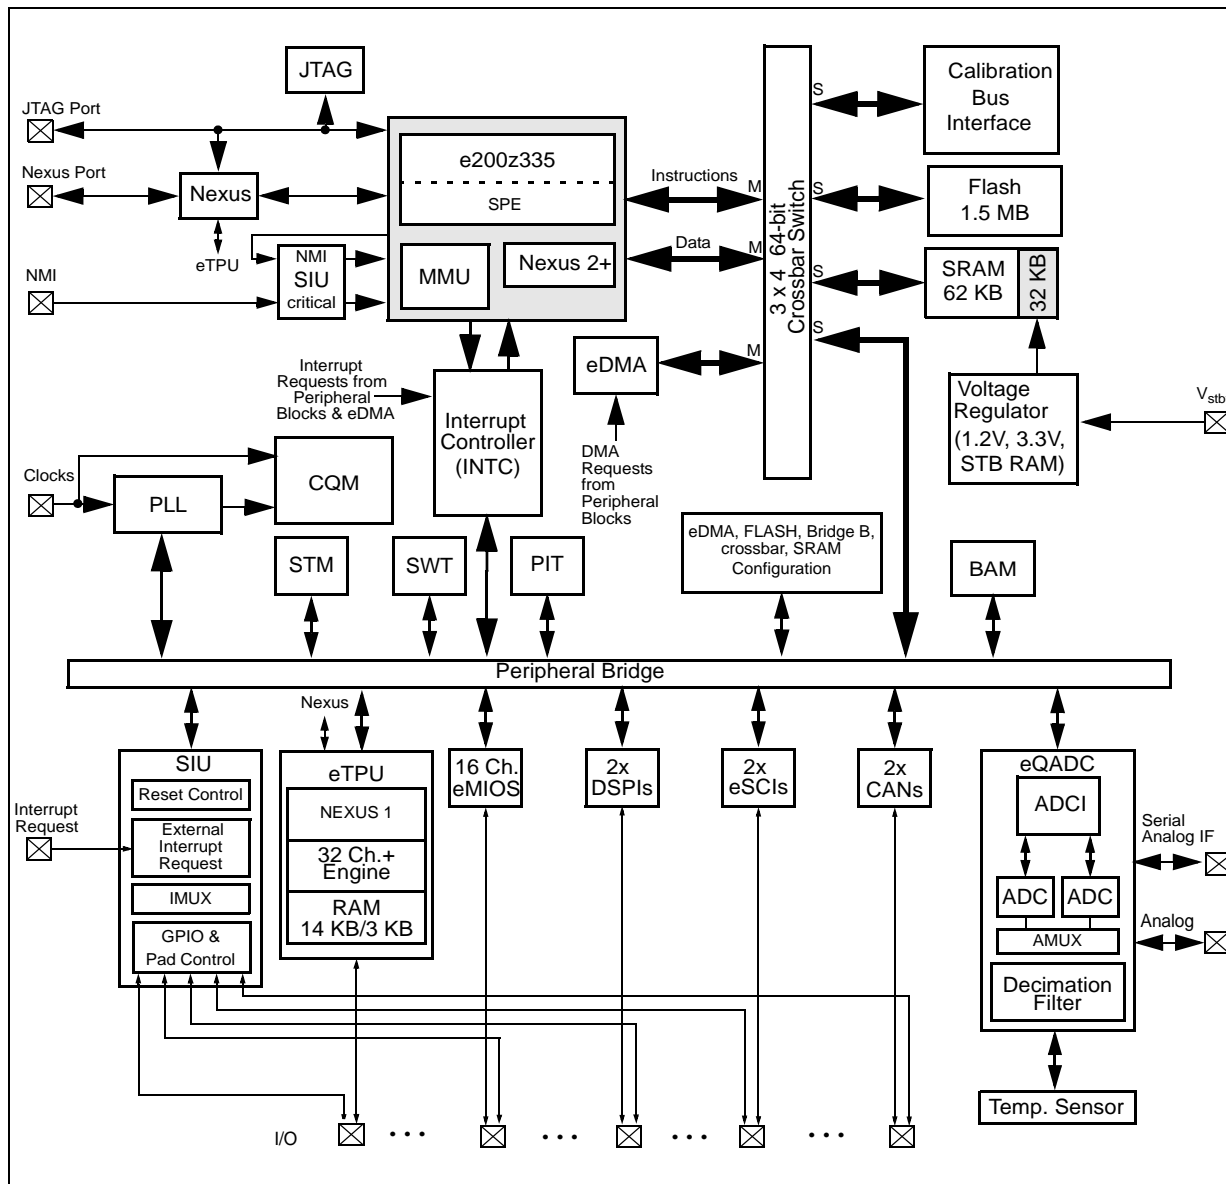 JTAG
Calibration
Bus
Interface
JTAG Port
Nexus Port
Nexus
eTPU
NMI
NMI
SIU
critical
e200z335
SPE
MMU
Nexus 2+
Instructions
Data
M
M
M
3 x 4 64-bit
Crossbar Switch
S
S
S
S
Flash
1.5 MB
SRAM
62 KB
32 KB
eDMA
DMA
Requests
from
Peripheral
Blocks
Interrupt
Requests from
Peripheral
Blocks & eDMA
Interrupt
Controller
(INTC)
Voltage
Regulator
(1.2V, 3.3V,
STB RAM)
Vstb
Clocks
PLL
CQM
STM
SWT
PIT
eDMA, FLASH, Bridge B,
crossbar, SRAM
Configuration
BAM
Peripheral Bridge
Nexus
SIU
Reset Control
External
Interrupt
Request
IMUX
GPIO &
Pad Control
Interrupt
Request
eTPU
NEXUS 1
32 Ch.+
Engine
RAM
14 KB/3 KB
16 Ch.
eMIOS
2x
DSPIs
2x
eSCIs
2x
CANs
eQADC
ADCI
ADC
ADC
AMUX
Decimation
Filter
Serial
Analog IF
Analog
Temp. Sensor
I/O
• • •
• • •
• • •
• • •